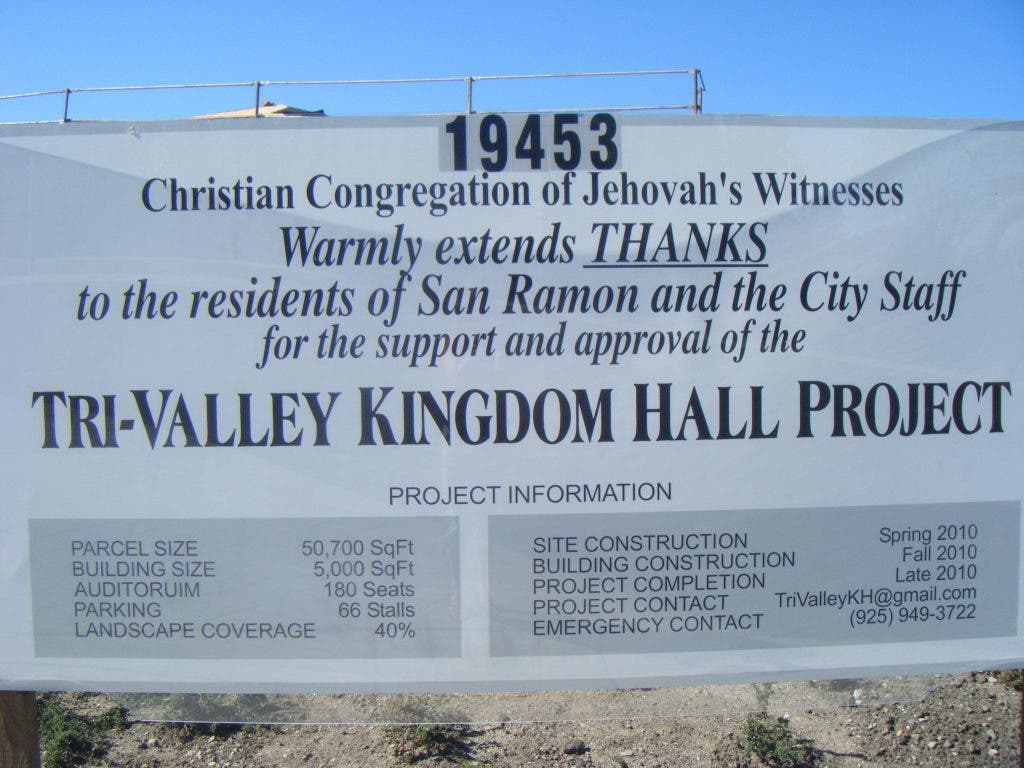 19453
Christian Congregation of Jehovah's Witnesses
Warmly extends THANKS
to the residents of San Ramon and the City Staff
for the support and approval of the
TRI-VALLEY KINGDOM HALL PROJECT
PROJECT INFORMATION
PARCEL SIZE 50,700 SqFt
BUILDING SIZE 5,000 SqFt
AUDITORUIM 180 Seats
PARKING 66 Stalls
LANDSCAPE COVERAGE 40%
SITE CONSTRUCTION Spring 2010
BUILDING CONSTRUCTION Fall 2010
PROJECT COMPLETION Late 2010
PROJECT CONTACT TriValleyKH@gmail.com
EMERGENCY CONTACT (925) 949-3722